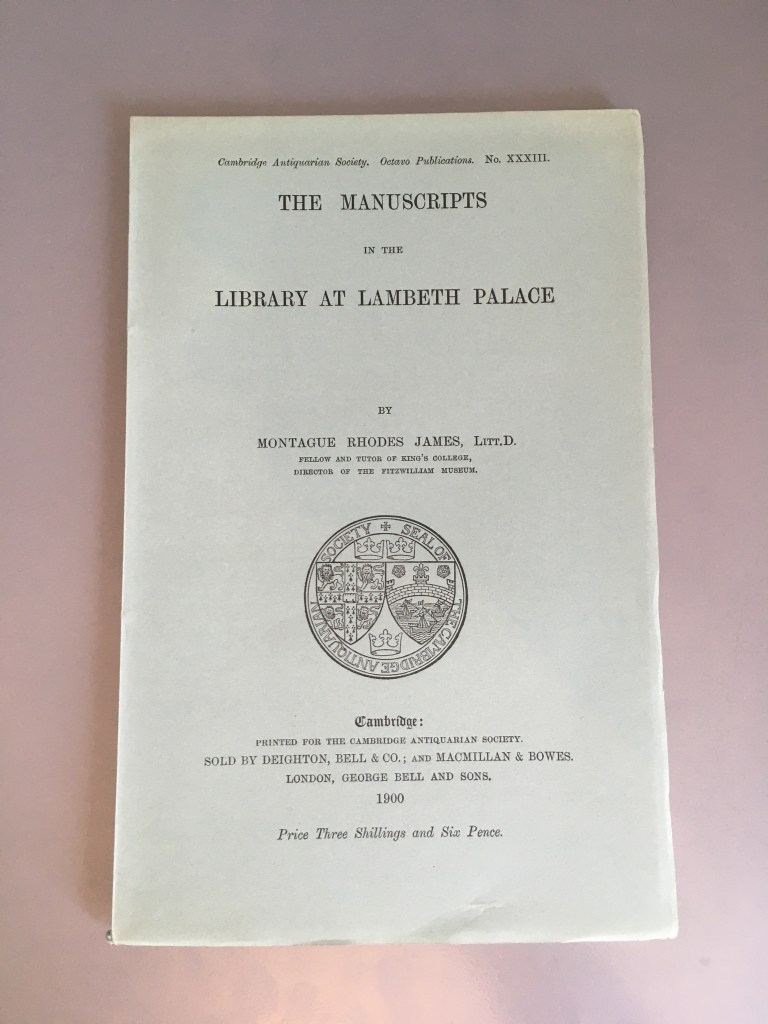 Cambridge Antiquarian Society. Octavo Publications. No. XXXIII.
THE MANUSCRIPTS
IN THE
LIBRARY AT LAMBETH PALACE
BY
MONTAGUE RHODES JAMES, Litt.D.
FELLOW AND TUTOR OF KING'S COLLEGE,
DIRECTOR OF THE FITZWILLIAM MUSEUM.
SEAL OF THE CAMBRIDGE ANTIQUARIAN SOCIETY
Cambridge:
PRINTED FOR THE CAMBRIDGE ANTIQUARIAN SOCIETY.
SOLD BY DEIGHTON, BELL & CO.; AND MACMILLAN & BOWES.
LONDON, GEORGE BELL AND SONS.
1900
Price Three Shillings and Six Pence.